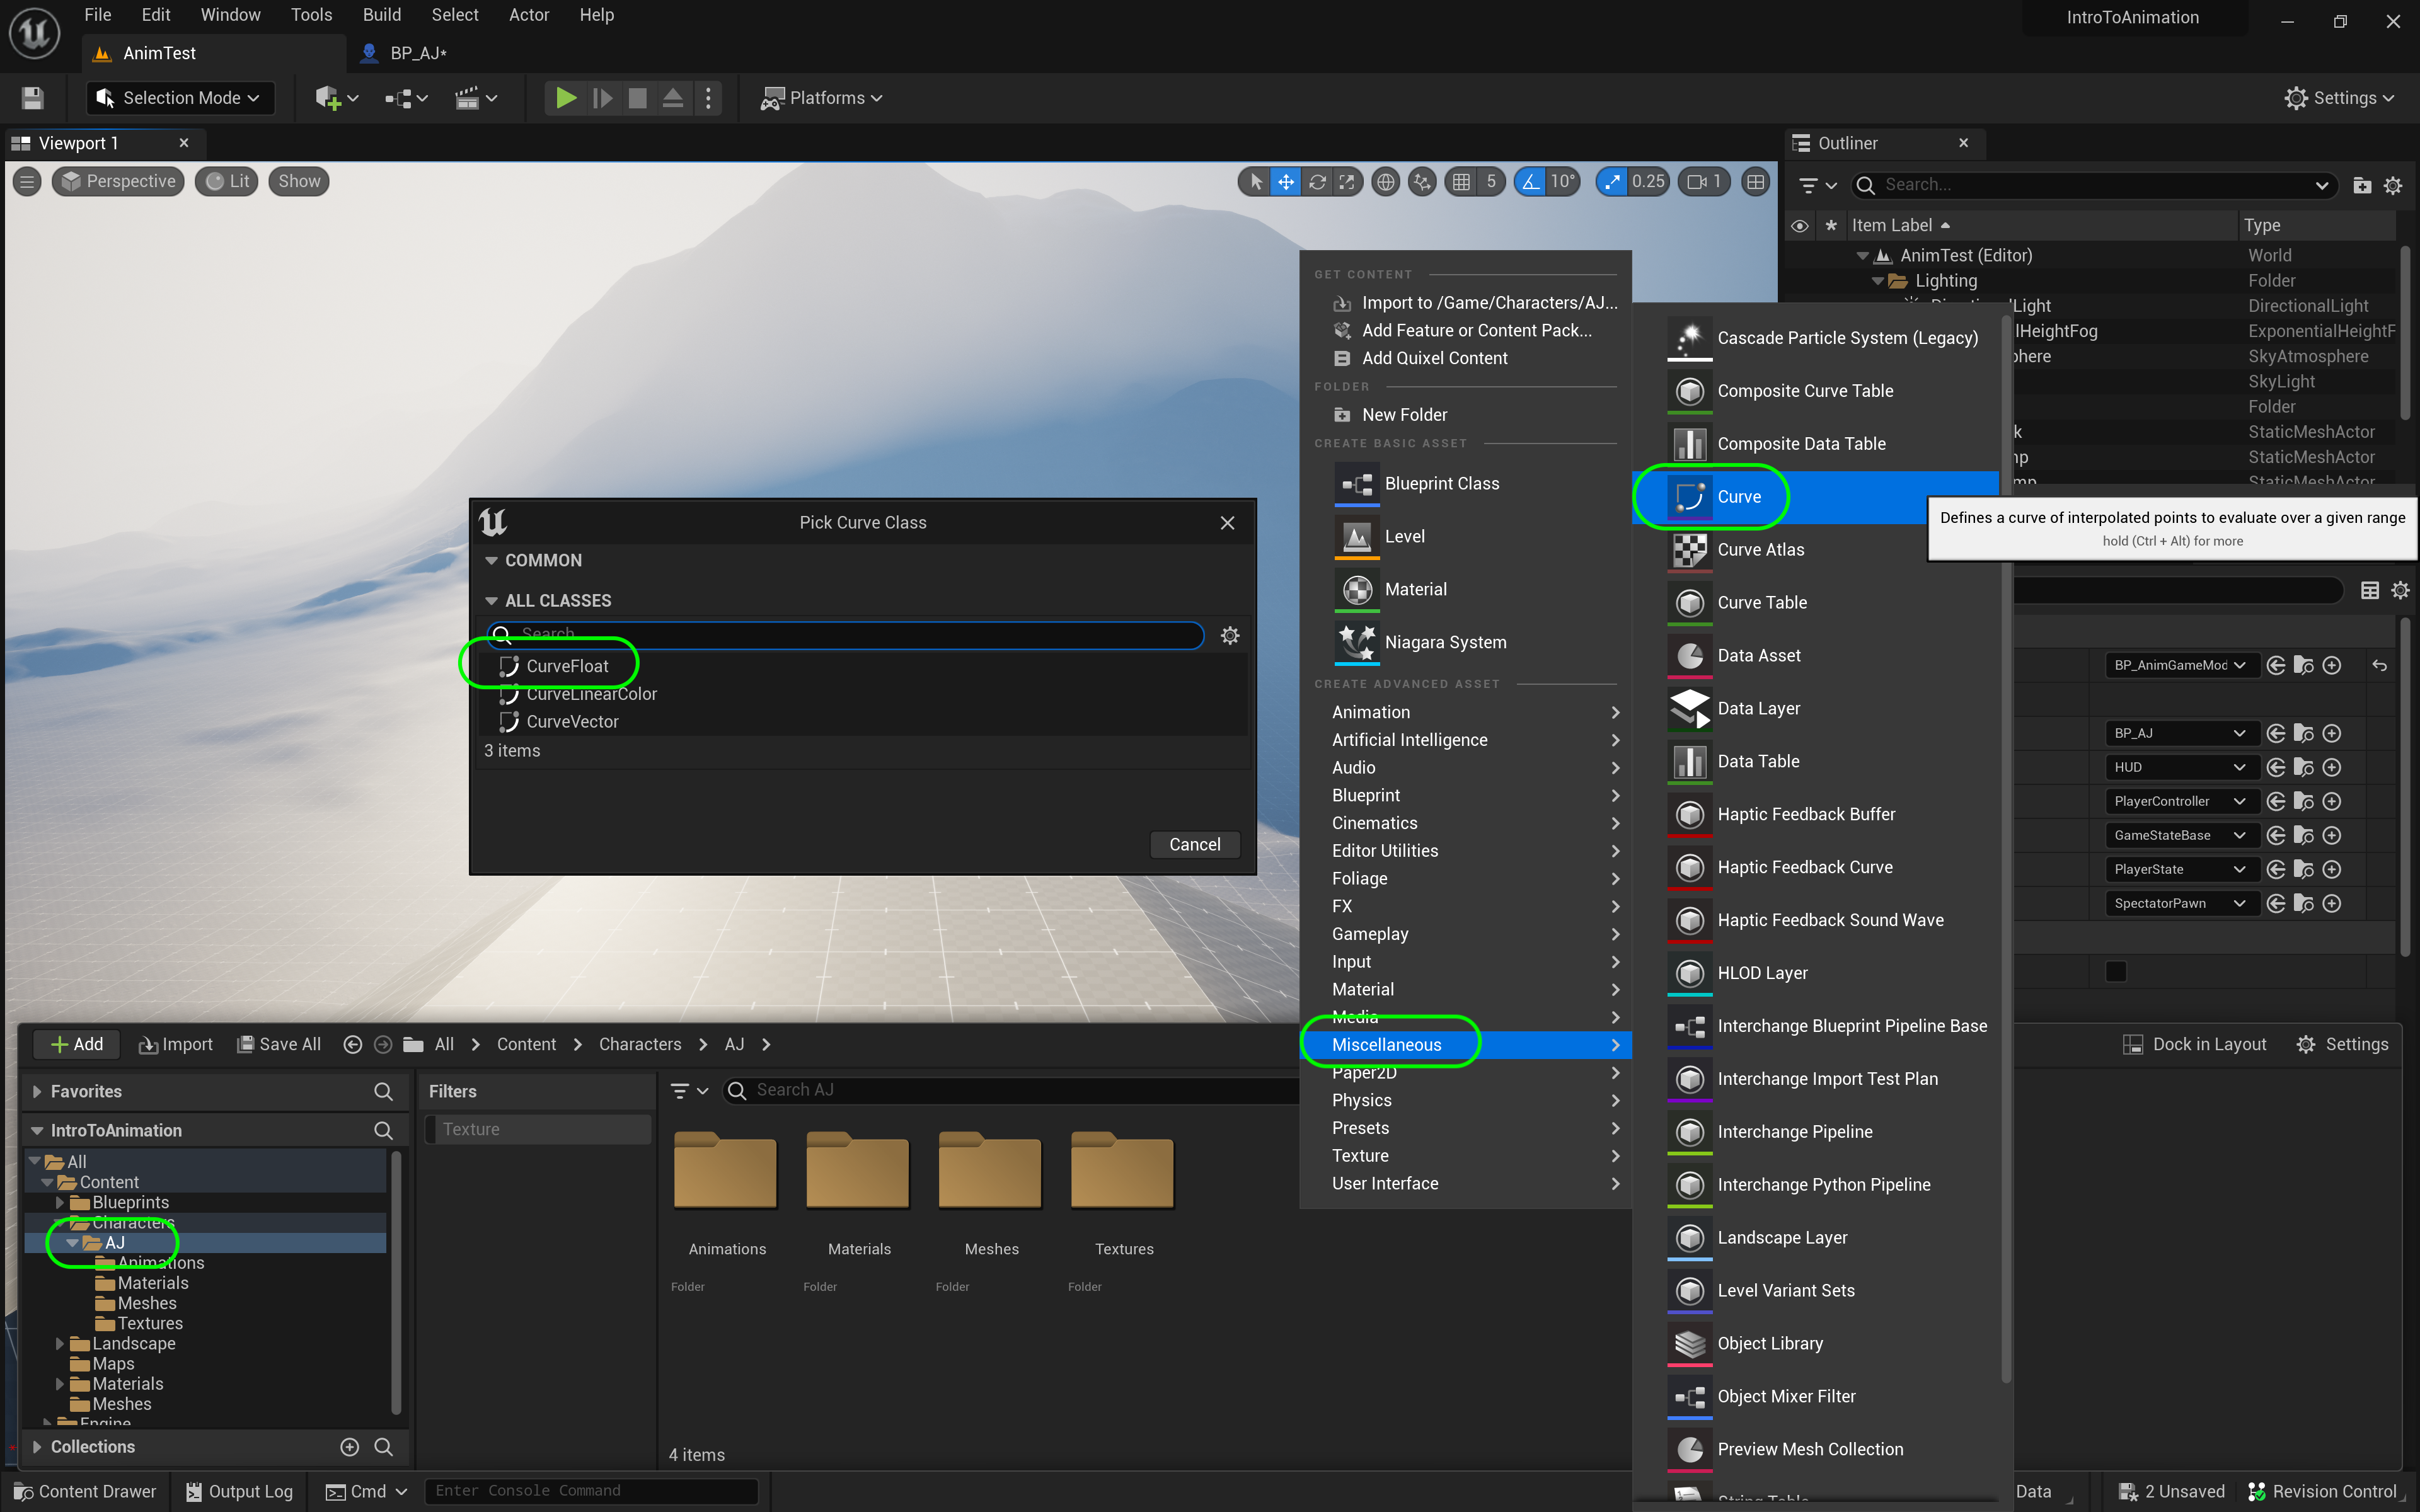 File Edit Window Tools Build Select Actor Help
IntroToAnimation
AnimTest
BP_AJ*
Selection Mode
Platforms
Settings
Viewport 1
Outliner
Perspective
Lit
Show
5
10°
0.25
1
Search...
Item Label
Type
AnimTest (Editor)
World
Lighting
Folder
Light
DirectionalLight
lHeightFog
ExponentialHeightF
phere
SkyAtmosphere
SkyLight
Folder
StaticMeshActor
StaticMeshActor
StaticMeshActor
GET CONTENT
Import to /Game/Characters/AJ...
Add Feature or Content Pack...
Add Quixel Content
FOLDER
New Folder
CREATE BASIC ASSET
Blueprint Class
Level
Material
Niagara System
CREATE ADVANCED ASSET
Animation
Artificial Intelligence
Audio
Blueprint
Cinematics
Editor Utilities
Foliage
FX
Gameplay
Input
Material
Media
Miscellaneous
Paper2D
Physics
Presets
Texture
User Interface
Cascade Particle System (Legacy)
Composite Curve Table
Composite Data Table
Curve
Curve Atlas
Curve Table
Data Asset
Data Layer
Data Table
Haptic Feedback Buffer
Haptic Feedback Curve
Haptic Feedback Sound Wave
HLOD Layer
Interchange Blueprint Pipeline Base
Interchange Import Test Plan
Interchange Pipeline
Interchange Python Pipeline
Landscape Layer
Level Variant Sets
Object Library
Object Mixer Filter
Preview Mesh Collection
String Table
Defines a curve of interpolated points to evaluate over a given range
hold (Ctrl + Alt) for more
Pick Curve Class
COMMON
ALL CLASSES
Search
CurveFloat
CurveLinearColor
CurveVector
3 items
Cancel
BP_AnimGameMod
BP_AJ
HUD
PlayerController
GameStateBase
PlayerState
SpectatorPawn
Add
Import
Save All
All
Content
Characters
AJ
Dock in Layout
Settings
Favorites
IntroToAnimation
All
Content
Blueprints
Characters
AJ
Animations
Materials
Meshes
Textures
Landscape
Maps
Materials
Meshes
Engine
Collections
Filters
Texture
Search AJ
Animations
Materials
Meshes
Textures
Folder
Folder
Folder
Folder
4 items
Content Drawer
Output Log
Cmd
Enter Console Command
Data
2 Unsaved
Revision Control